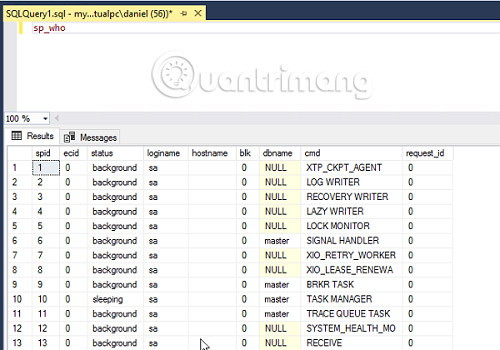 SQLQuery1.sql - my...tualpc\daniel (56))*
sp_who
Quantrimang
100 %
Results Messages
spid ecid status loginame hostname blk dbname cmd request_id
1 1 0 background sa 0 NULL XTP_CKPT_AGENT 0
2 2 0 background sa 0 NULL LOG WRITER 0
3 3 0 background sa 0 NULL RECOVERY WRITER 0
4 4 0 background sa 0 NULL LAZY WRITER 0
5 5 0 background sa 0 NULL LOCK MONITOR 0
6 6 0 background sa 0 master SIGNAL HANDLER 0
7 7 0 background sa 0 NULL XIO_RETRY_WORKER 0
8 8 0 background sa 0 NULL XIO_LEASE_RENEWA 0
9 9 0 background sa 0 master BRKR TASK 0
10 10 0 sleeping sa 0 master TASK MANAGER 0
11 11 0 background sa 0 master TRACE QUEUE TASK 0
12 12 0 background sa 0 NULL SYSTEM_HEALTH_MO 0
13 13 0 background sa 0 NULL RECEIVE 0